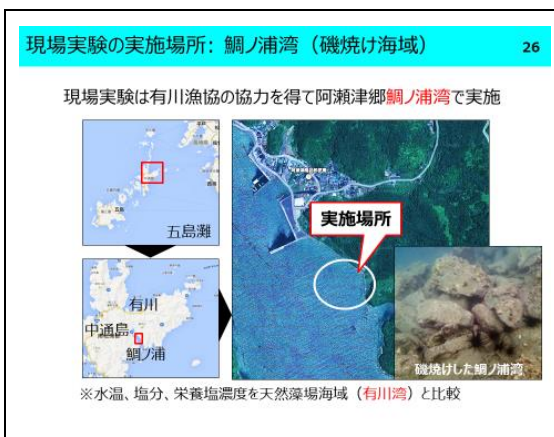 現場実験の実施場所: 鯛ノ浦湾（磯焼け海域）
26
現場実験は有川漁協の協力を得て阿瀬津郷鯛ノ浦湾で実施
五島灘
実施場所
有川
中通島
鯛ノ浦
磯焼けした鯛ノ浦湾
※水温、塩分、栄養塩濃度を天然藻場海域（有川湾）と比較